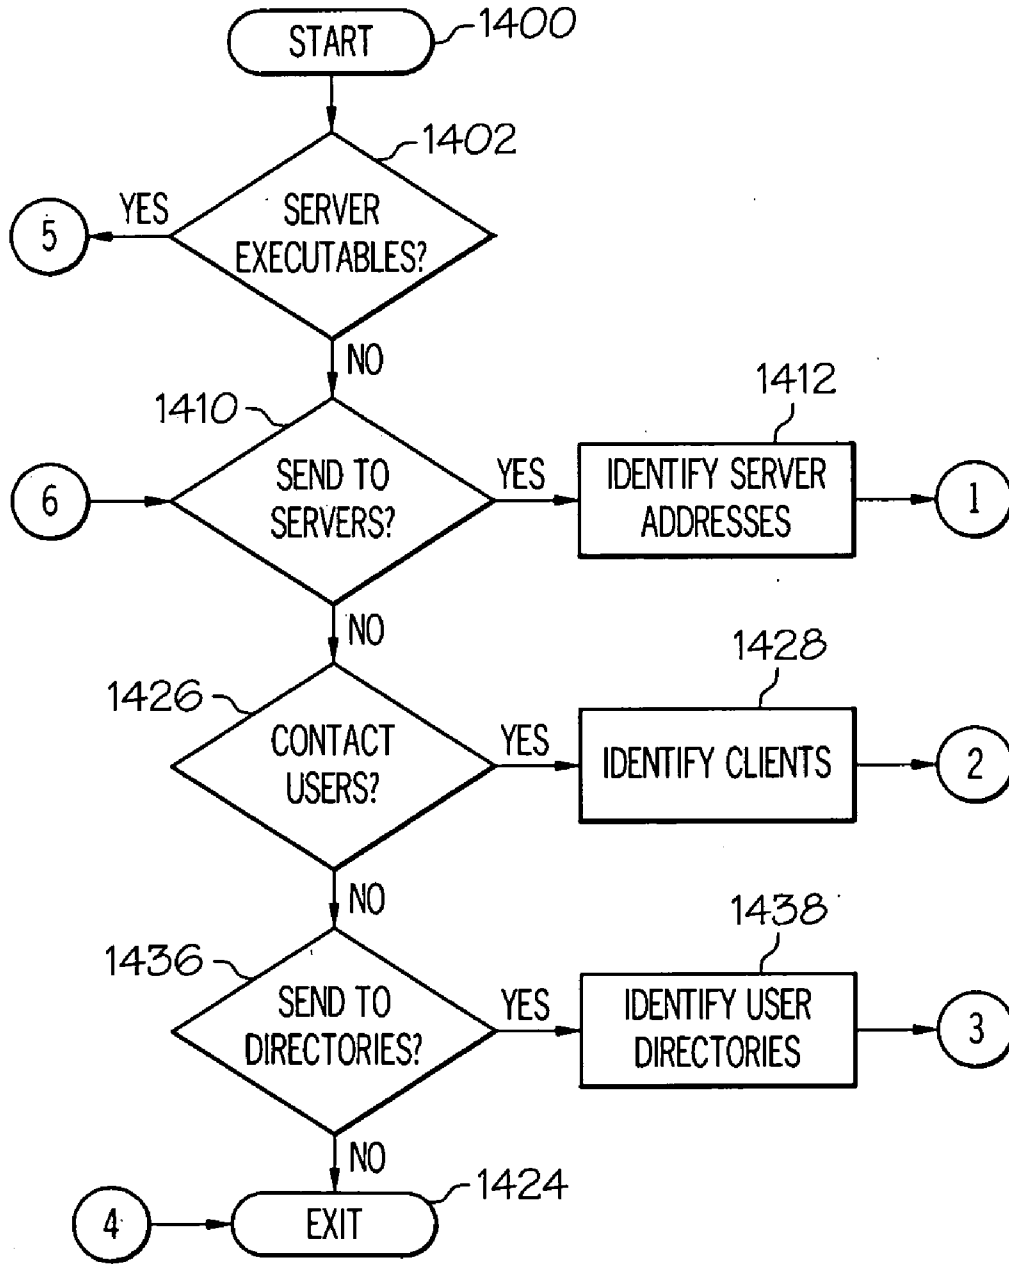 START
1400
1402
SERVER
EXECUTABLES?
YES
5
NO
1410
1412
6
SEND TO
SERVERS?
YES
IDENTIFY SERVER
ADDRESSES
1
NO
1426
1428
CONTACT
USERS?
YES
IDENTIFY CLIENTS
2
NO
1436
1438
SEND TO
DIRECTORIES?
YES
IDENTIFY USER
DIRECTORIES
3
NO
1424
4
EXIT